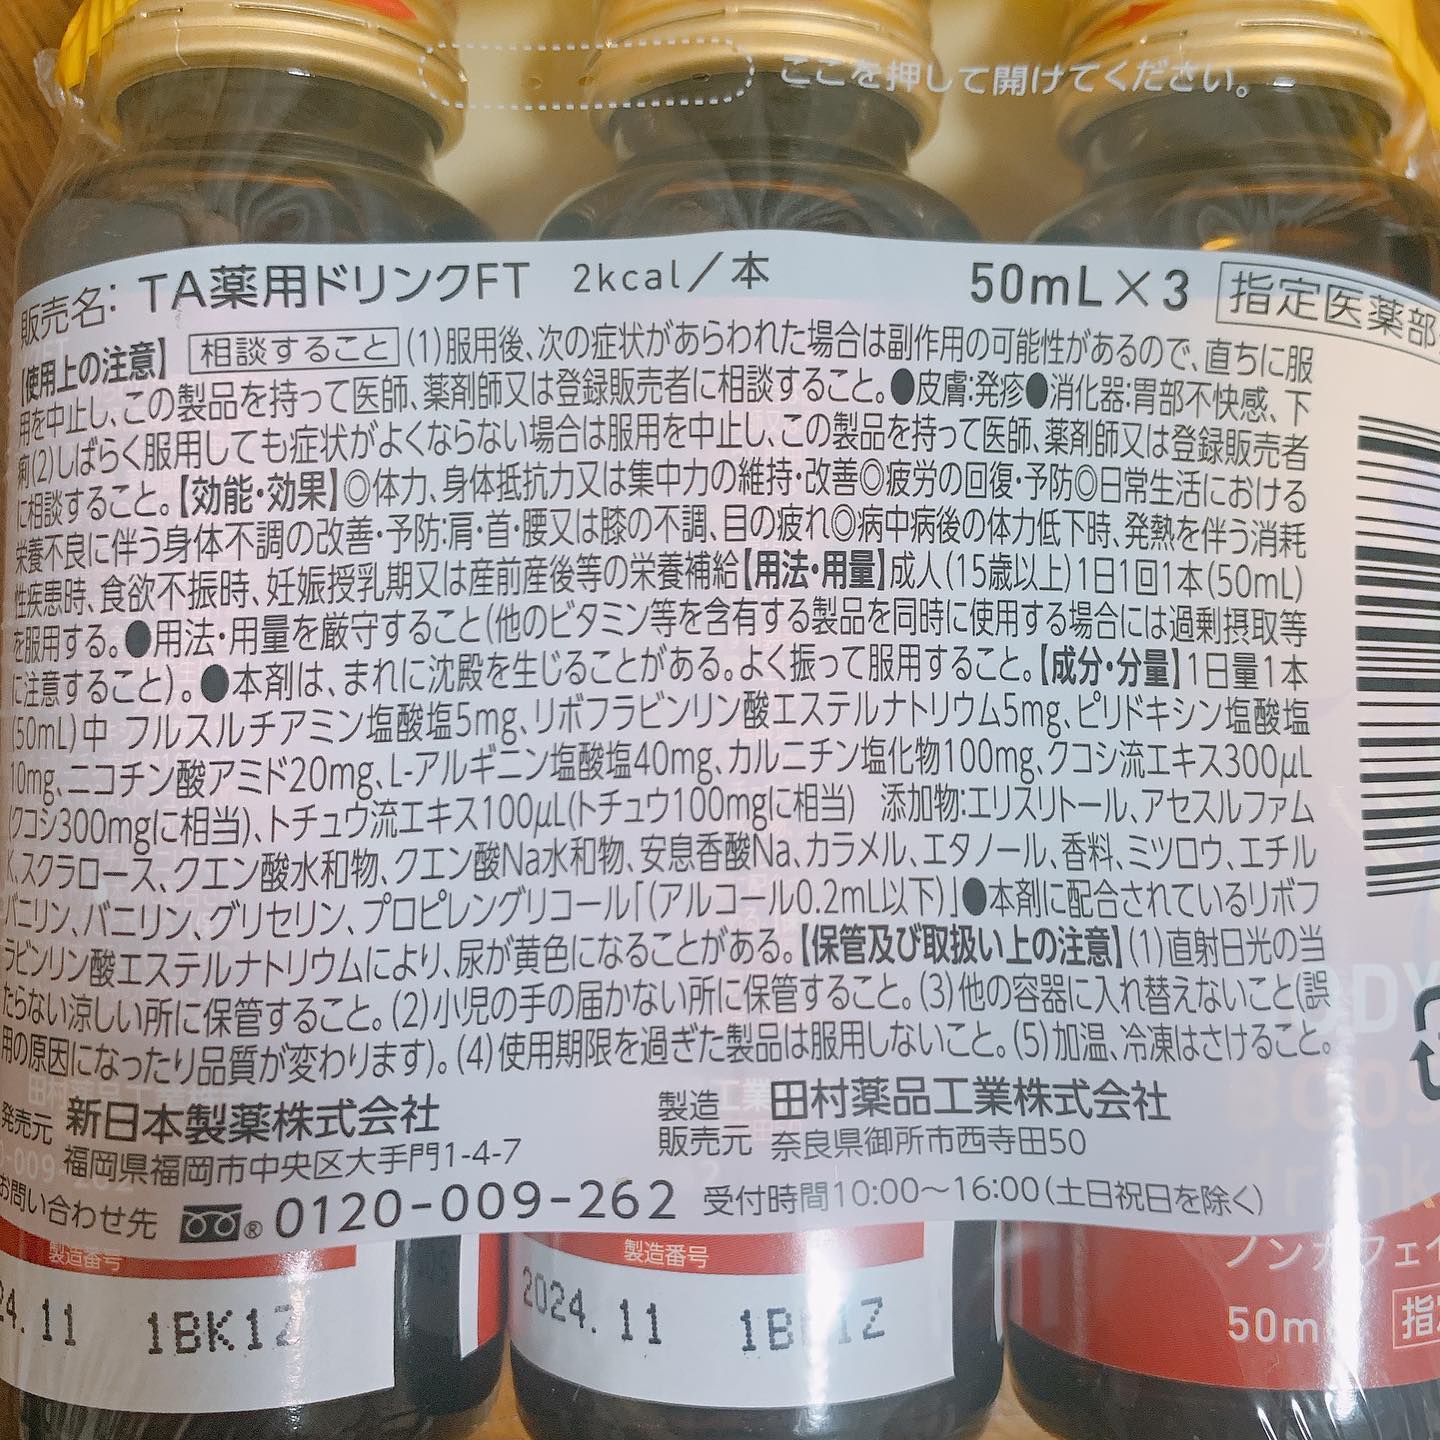 ここを押して開けてください。
販売名: TA薬用ドリンクFT 2kcal/本 50mL×3 指定医薬部
【使用上の注意】 相談すること (1)服用後、次の症状があらわれた場合は副作用の可能性があるので、直ちに服
用を中止し、この製品を持って医師、薬剤師又は登録販売者に相談すること。●皮膚:発疹●消化器:胃部不快感、下
痢(2)しばらく服用しても症状がよくならない場合は服用を中止し、この製品を持って医師、薬剤師又は登録販売者
に相談すること。【効能・効果】◎体力、身体抵抗力又は集中力の維持・改善◎疲労の回復・予防◎日常生活における
栄養不良に伴う身体不調の改善・予防:肩・首・腰又は膝の不調、目の疲れ◎病中病後の体力低下時、発熱を伴う消耗
性疾患時、食欲不振時、妊娠授乳期又は産前産後等の栄養補給【用法・用量】成人(15歳以上)1日1回1本(50mL)
を服用する。●用法・用量を厳守すること(他のビタミン等を含有する製品を同時に使用する場合には過剰摂取等
に注意すること)。●本剤は、まれに沈殿を生じることがある。よく振って服用すること。【成分・分量】1日量1本
(50mL)中 フルスルチアミン塩酸塩5mg、リボフラビンリン酸エステルナトリウム5mg、ピリドキシン塩酸塩
10mg、ニコチン酸アミド20mg、L-アルギニン塩酸塩40mg、カルニチン塩化物100mg、クコシ流エキス300μL
(クコシ300mgに相当)、トチュウ流エキス100μL(トチュウ100mgに相当) 添加物:エリスリトール、アセスルファム
K、スクラロース、クエン酸水和物、クエン酸Na水和物、安息香酸Na、カラメル、エタノール、香料、ミツロウ、エチル
バニリン、バニリン、グリセリン、プロピレングリコール「(アルコール0.2mL以下)」●本剤に配合されているリボフ
ラビンリン酸エステルナトリウムにより、尿が黄色になることがある。【保管及び取扱い上の注意】(1)直射日光の当
たらない涼しい所に保管すること。(2)小児の手の届かない所に保管すること。(3)他の容器に入れ替えないこと(誤
用の原因になったり品質が変わります)。(4)使用期限を過ぎた製品は服用しないこと。(5)加温、冷凍はさけること。
発売元 新日本製薬株式会社
福岡県福岡市中央区大手門1-4-7
製造販売元 田村薬品工業株式会社
奈良県御所市西寺田50
お問い合わせ先 0120-009-262 受付時間10:00〜16:00(土日祝日を除く)
製造番号
24.11 1BK1Z
製造番号
2024.11
ODY
BOOS
drink
ノンカフェイ
50m
指定